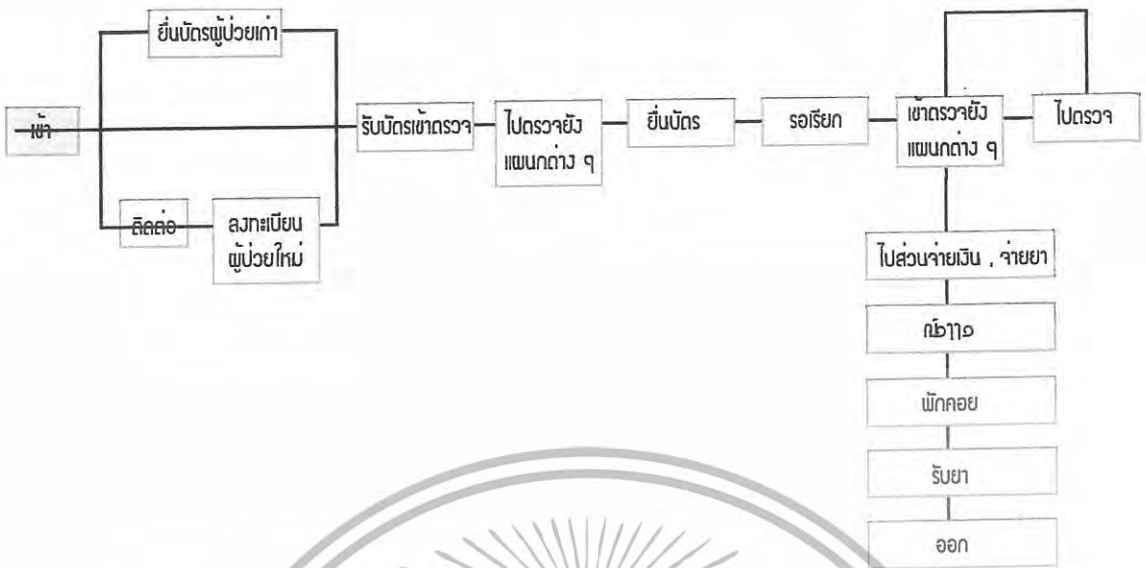 ยื่นบัตรผู้ป่วยเก่า
เข้า
รับบัตรเข้าตรวจ
ไปตรวจยัง
แผนกต่าง ๆ
ยื่นบัตร
รอเรียก
เข้าตรวจยัง
แผนกต่าง ๆ
ไปตรวจ
ติดต่อ
ลงทะเบียน
ผู้ป่วยใหม่
ไปส่วนจ่ายเงิน , จ่ายยา
พักคอย
รับยา
ออก